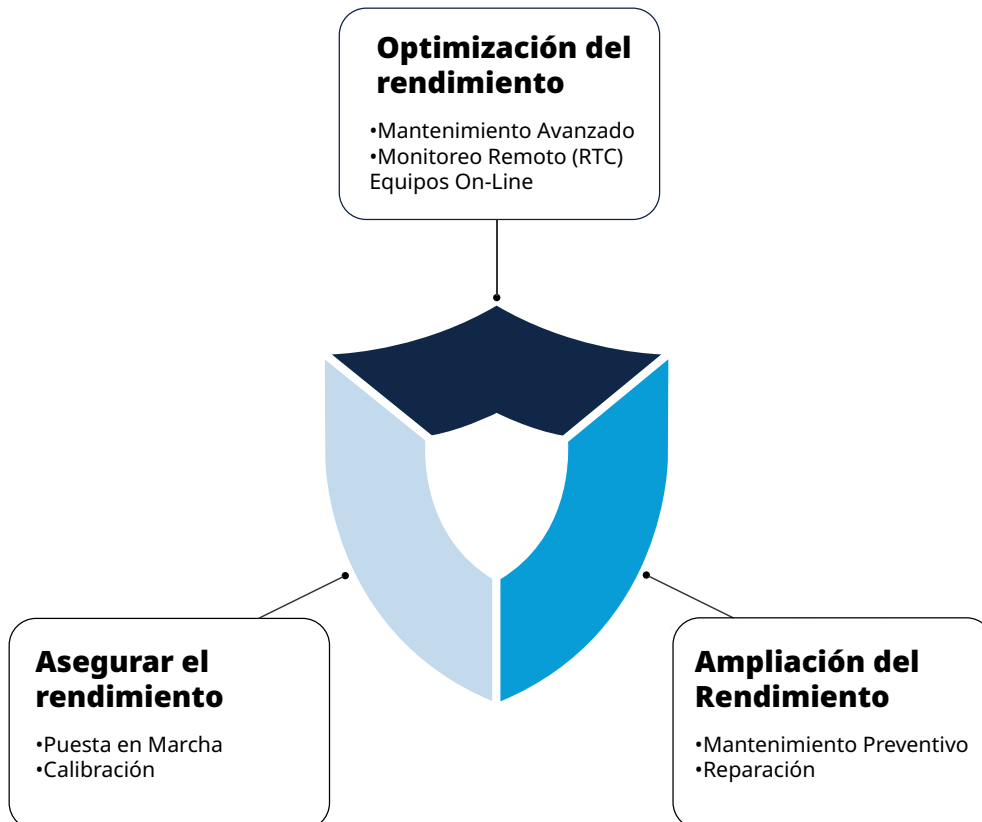 Optimización del
rendimiento
•Mantenimiento Avanzado
•Monitoreo Remoto (RTC)
Equipos On-Line
Asegurar el
rendimiento
•Puesta en Marcha
•Calibración
Ampliación del
Rendimiento
•Mantenimiento Preventivo
•Reparación